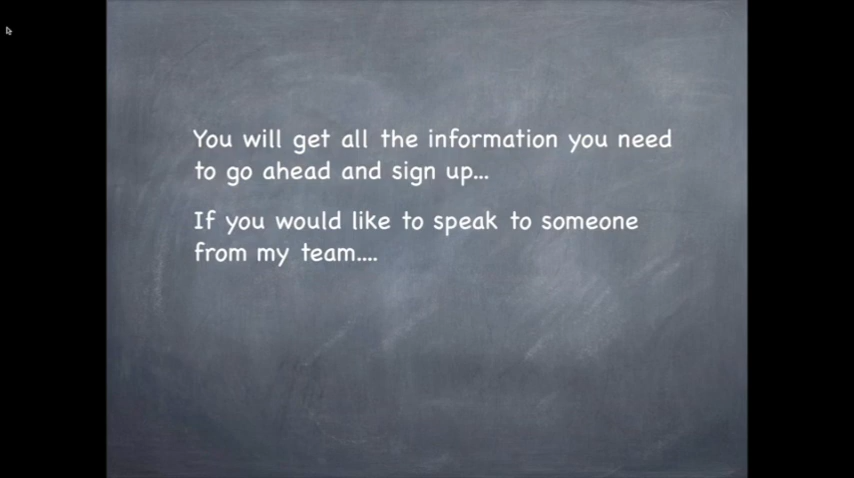 You will get all the information you need
to go ahead and sign up...
If you would like to speak to someone
from my team....